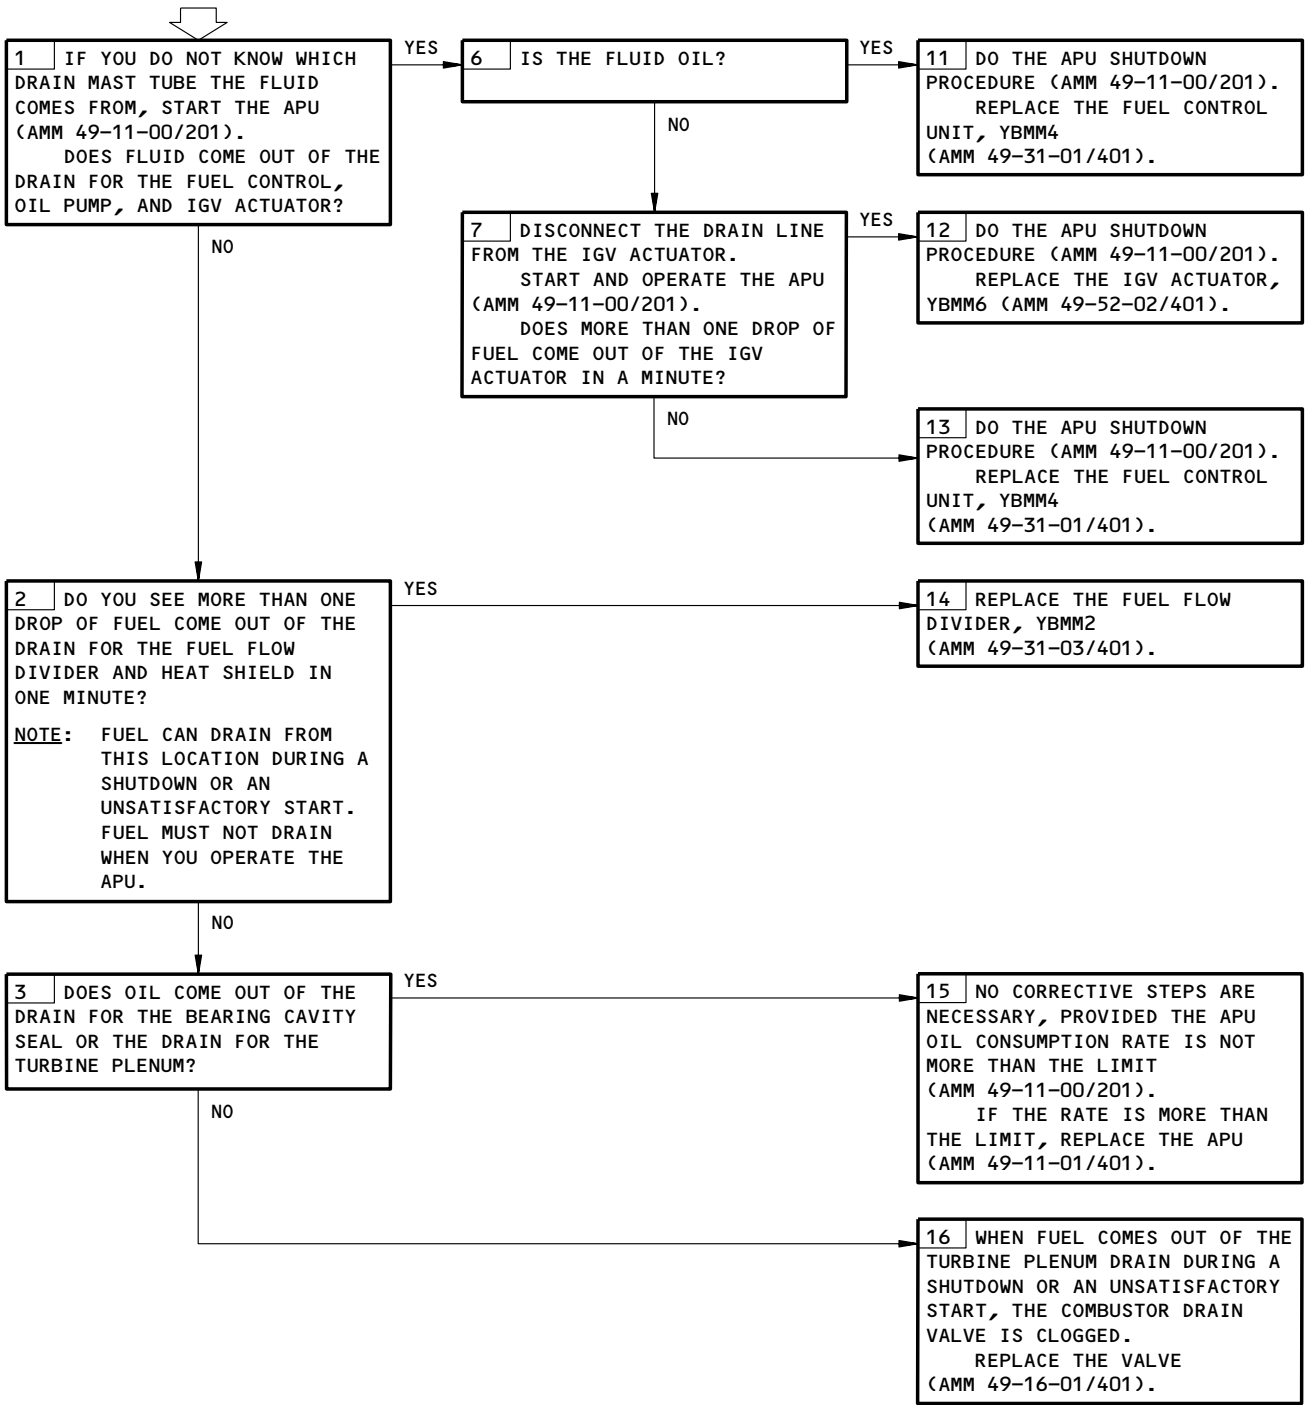 1 IF YOU DO NOT KNOW WHICH
DRAIN MAST TUBE THE FLUID
COMES FROM, START THE APU
(AMM 49-11-00/201).
DOES FLUID COME OUT OF THE
DRAIN FOR THE FUEL CONTROL,
OIL PUMP, AND IGV ACTUATOR?
YES
NO
6 IS THE FLUID OIL?
YES
NO
11 DO THE APU SHUTDOWN
PROCEDURE (AMM 49-11-00/201).
REPLACE THE FUEL CONTROL
UNIT, YBMM4
(AMM 49-31-01/401).
7 DISCONNECT THE DRAIN LINE
FROM THE IGV ACTUATOR.
START AND OPERATE THE APU
(AMM 49-11-00/201).
DOES MORE THAN ONE DROP OF
FUEL COME OUT OF THE IGV
ACTUATOR IN A MINUTE?
YES
NO
12 DO THE APU SHUTDOWN
PROCEDURE (AMM 49-11-00/201).
REPLACE THE IGV ACTUATOR,
YBMM6 (AMM 49-52-02/401).
13 DO THE APU SHUTDOWN
PROCEDURE (AMM 49-11-00/201).
REPLACE THE FUEL CONTROL
UNIT, YBMM4
(AMM 49-31-01/401).
2 DO YOU SEE MORE THAN ONE
DROP OF FUEL COME OUT OF THE
DRAIN FOR THE FUEL FLOW
DIVIDER AND HEAT SHIELD IN
ONE MINUTE?
NOTE: FUEL CAN DRAIN FROM
THIS LOCATION DURING A
SHUTDOWN OR AN
UNSATISFACTORY START.
FUEL MUST NOT DRAIN
WHEN YOU OPERATE THE
APU.
YES
NO
14 REPLACE THE FUEL FLOW
DIVIDER, YBMM2
(AMM 49-31-03/401).
3 DOES OIL COME OUT OF THE
DRAIN FOR THE BEARING CAVITY
SEAL OR THE DRAIN FOR THE
TURBINE PLENUM?
YES
NO
15 NO CORRECTIVE STEPS ARE
NECESSARY, PROVIDED THE APU
OIL CONSUMPTION RATE IS NOT
MORE THAN THE LIMIT
(AMM 49-11-00/201).
IF THE RATE IS MORE THAN
THE LIMIT, REPLACE THE APU
(AMM 49-11-01/401).
16 WHEN FUEL COMES OUT OF THE
TURBINE PLENUM DRAIN DURING A
SHUTDOWN OR AN UNSATISFACTORY
START, THE COMBUSTOR DRAIN
VALVE IS CLOGGED.
REPLACE THE VALVE
(AMM 49-16-01/401).